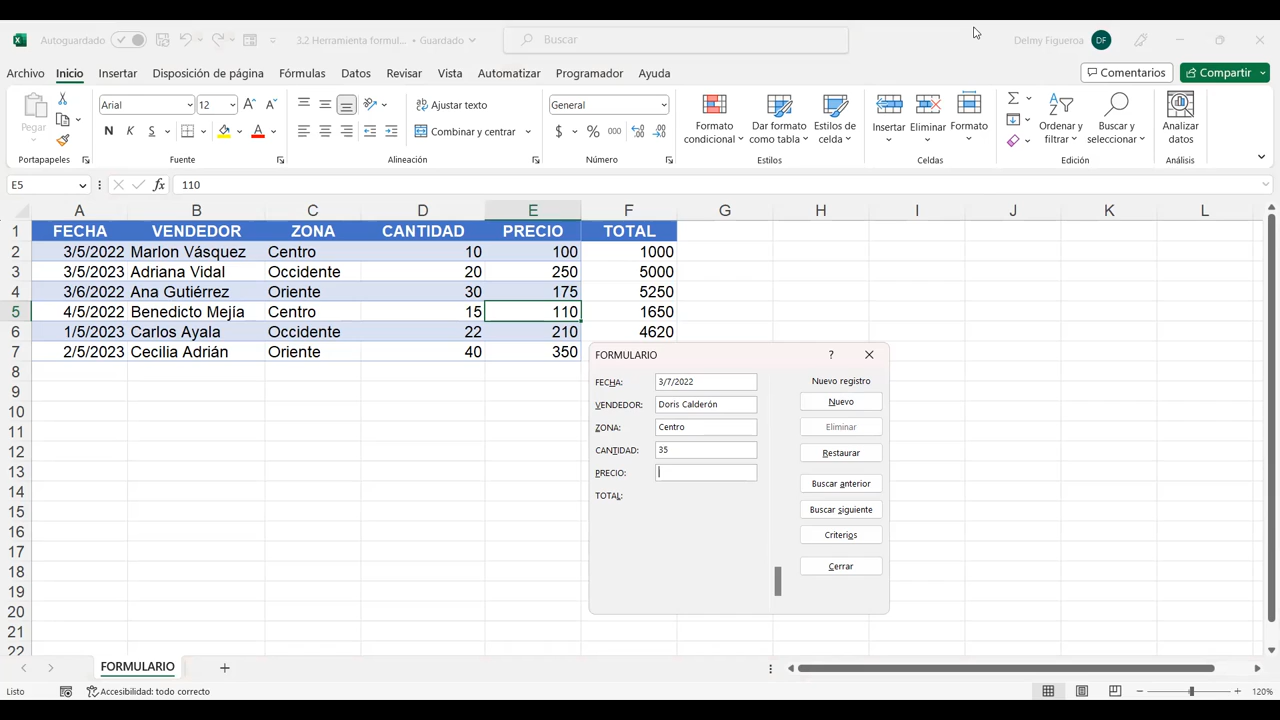 Autoguardado
3.2 Herramienta formul... • Guardado
Buscar
Delmy Figueroa
DF
Archivo Inicio Insertar Disposición de página Fórmulas Datos Revisar Vista Automatizar Programador Ayuda
Comentarios
Compartir
Pegar
Portapapeles
Arial
12
N K S
Fuente
Ajustar texto
Combinar y centrar
Alineación
General
$ % 000
Número
Formato condicional
Dar formato como tabla
Estilos de celda
Estilos
Insertar
Eliminar
Formato
Celdas
Ordenar y filtrar
Buscar y seleccionar
Edición
Analizar datos
Análisis
E5
fx
110
A B C D E F G H I J K L
1 FECHA VENDEDOR ZONA CANTIDAD PRECIO TOTAL
2 3/5/2022 Marlon Vásquez Centro 10 100 1000
3 3/5/2023 Adriana Vidal Occidente 20 250 5000
4 3/6/2022 Ana Gutiérrez Oriente 30 175 5250
5 4/5/2022 Benedicto Mejía Centro 15 110 1650
6 1/5/2023 Carlos Ayala Occidente 22 210 4620
7 2/5/2023 Cecilia Adrián Oriente 40 350
8
9
10
11
12
13
14
15
16
17
18
19
20
21
22
FORMULARIO ?
FECHA: 3/7/2022
VENDEDOR: Doris Calderón
ZONA: Centro
CANTIDAD: 35
PRECIO:
TOTAL:
Nuevo registro
Nuevo
Eliminar
Restaurar
Buscar anterior
Buscar siguiente
Criterios
Cerrar
FORMULARIO
Listo
Accesibilidad: todo correcto
120%